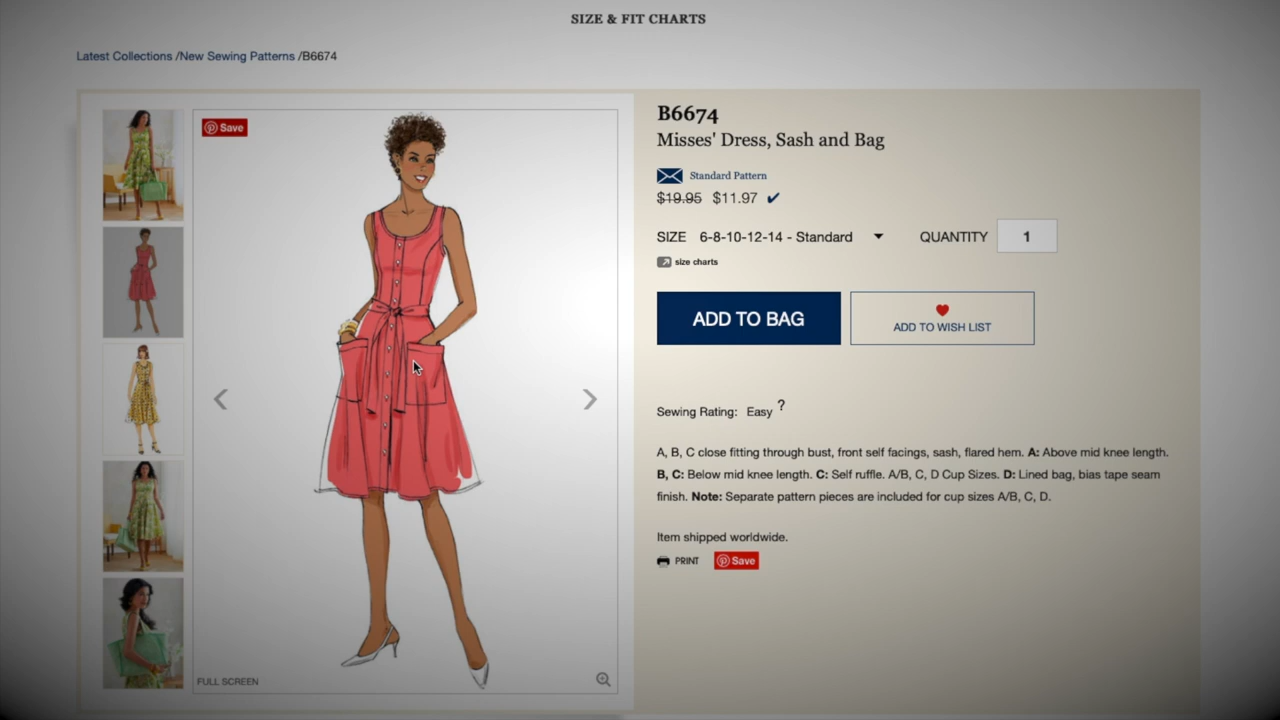 SIZE & FIT CHARTS
Latest Collections /New Sewing Patterns /B6674
Save
FULL SCREEN
B6674
Misses' Dress, Sash and Bag
Standard Pattern
$19.95 $11.97 ✔
SIZE 6-8-10-12-14 - Standard QUANTITY 1
size charts
ADD TO BAG
ADD TO WISH LIST
Sewing Rating: Easy ?
A, B, C close fitting through bust, front self facings, sash, flared hem. A: Above mid knee length.
B, C: Below mid knee length. C: Self ruffle. A/B, C, D Cup Sizes. D: Lined bag, bias tape seam
finish. Note: Separate pattern pieces are included for cup sizes A/B, C, D.
Item shipped worldwide.
PRINT Save